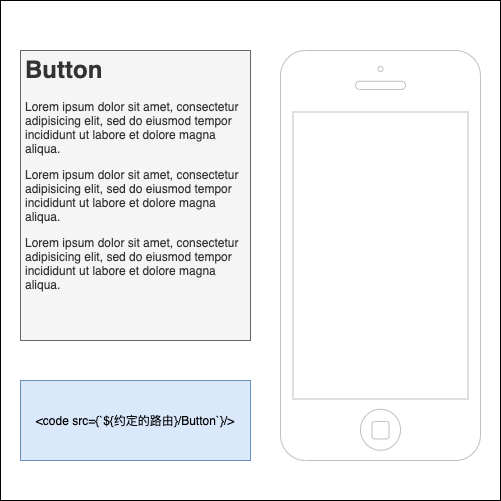 Button
Lorem ipsum dolor sit amet, consectetur
adipisicing elit, sed do eiusmod tempor
incididunt ut labore et dolore magna
aliqua.
Lorem ipsum dolor sit amet, consectetur
adipisicing elit, sed do eiusmod tempor
incididunt ut labore et dolore magna
aliqua.
Lorem ipsum dolor sit amet, consectetur
adipisicing elit, sed do eiusmod tempor
incididunt ut labore et dolore magna
aliqua.
<code src={`${约定的路由}/Button`}/>